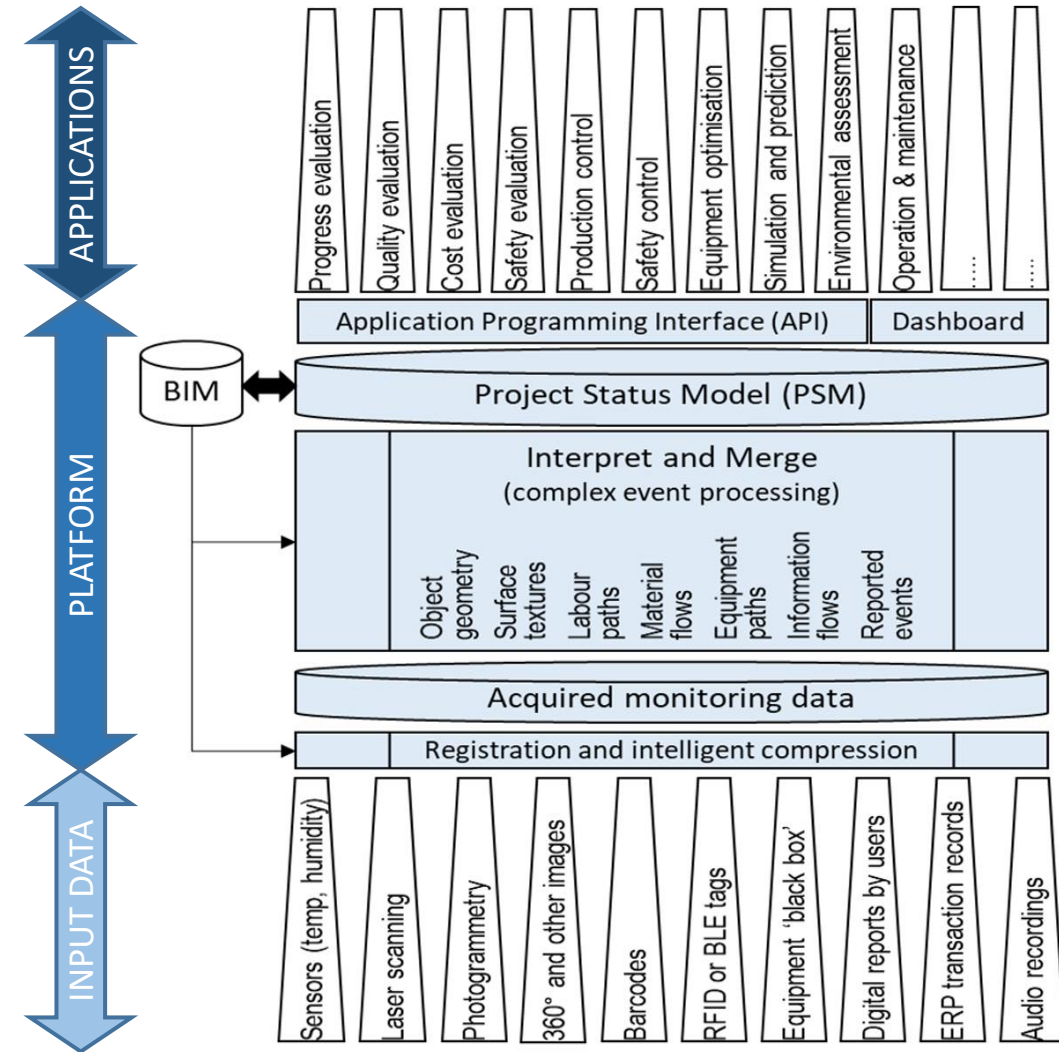 APPLICATIONS
Progress evaluation
Quality evaluation
Cost evaluation
Safety evaluation
Production control
Safety control
Equipment optimisation
Simulation and prediction
Environmental assessment
Operation & maintenance
.....
.....
PLATFORM
Application Programming Interface (API)
Dashboard
BIM
Project Status Model (PSM)
Interpret and Merge
(complex event processing)
Object
geometry
Surface
textures
Labour
paths
Material
flows
Equipment
paths
Information
flows
Reported
events
Acquired monitoring data
Registration and intelligent compression
INPUT DATA
Sensors (temp, humidity)
Laser scanning
Photogrammetry
360° and other images
Barcodes
RFID or BLE tags
Equipment ‘black box’
Digital reports by users
ERP transaction records
Audio recordings